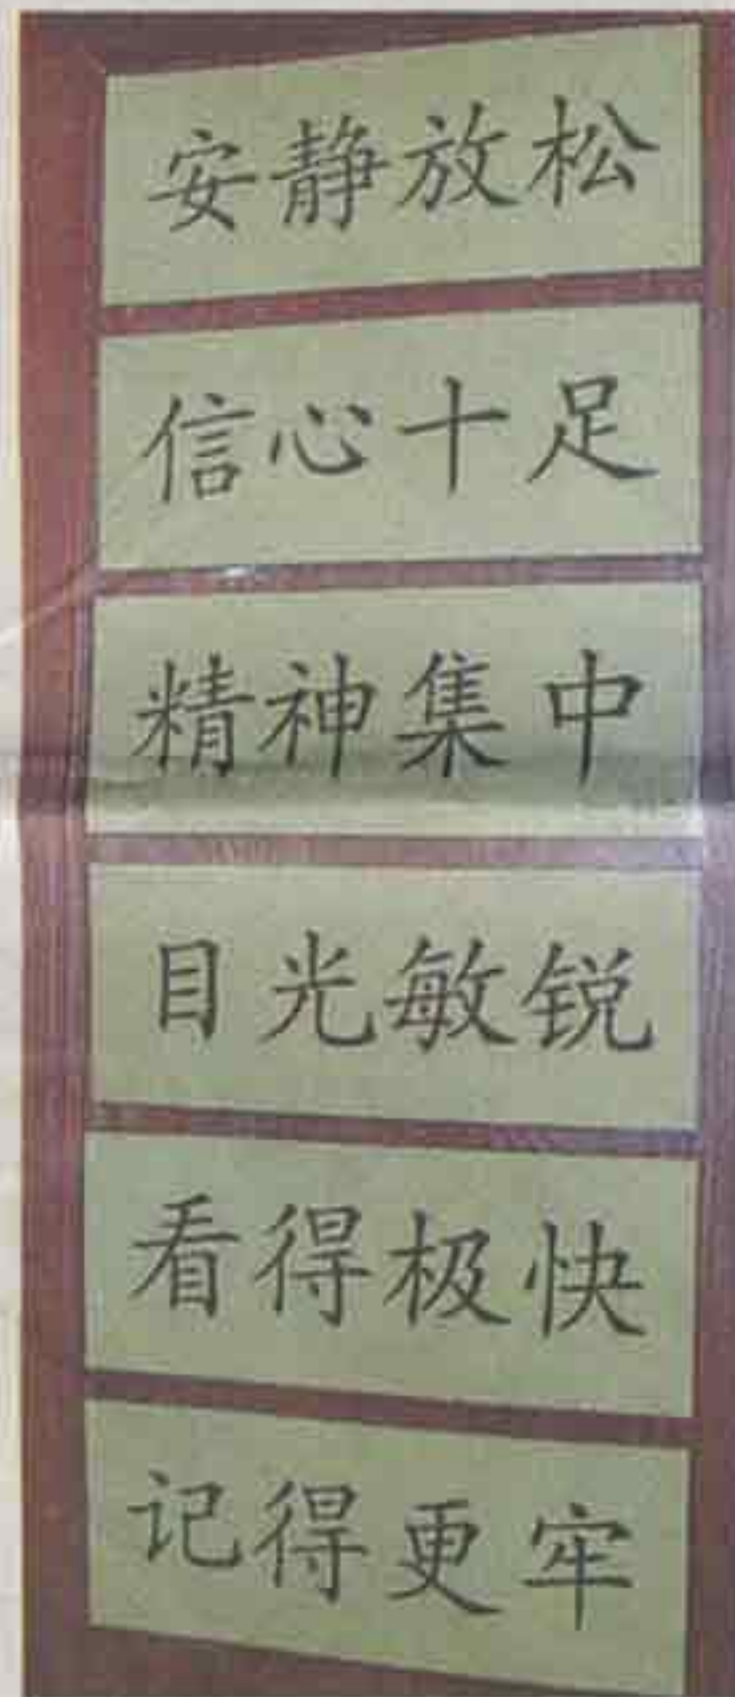 安静放松
信心十足
精神集中
目光敏锐
看得极快
记得更牢